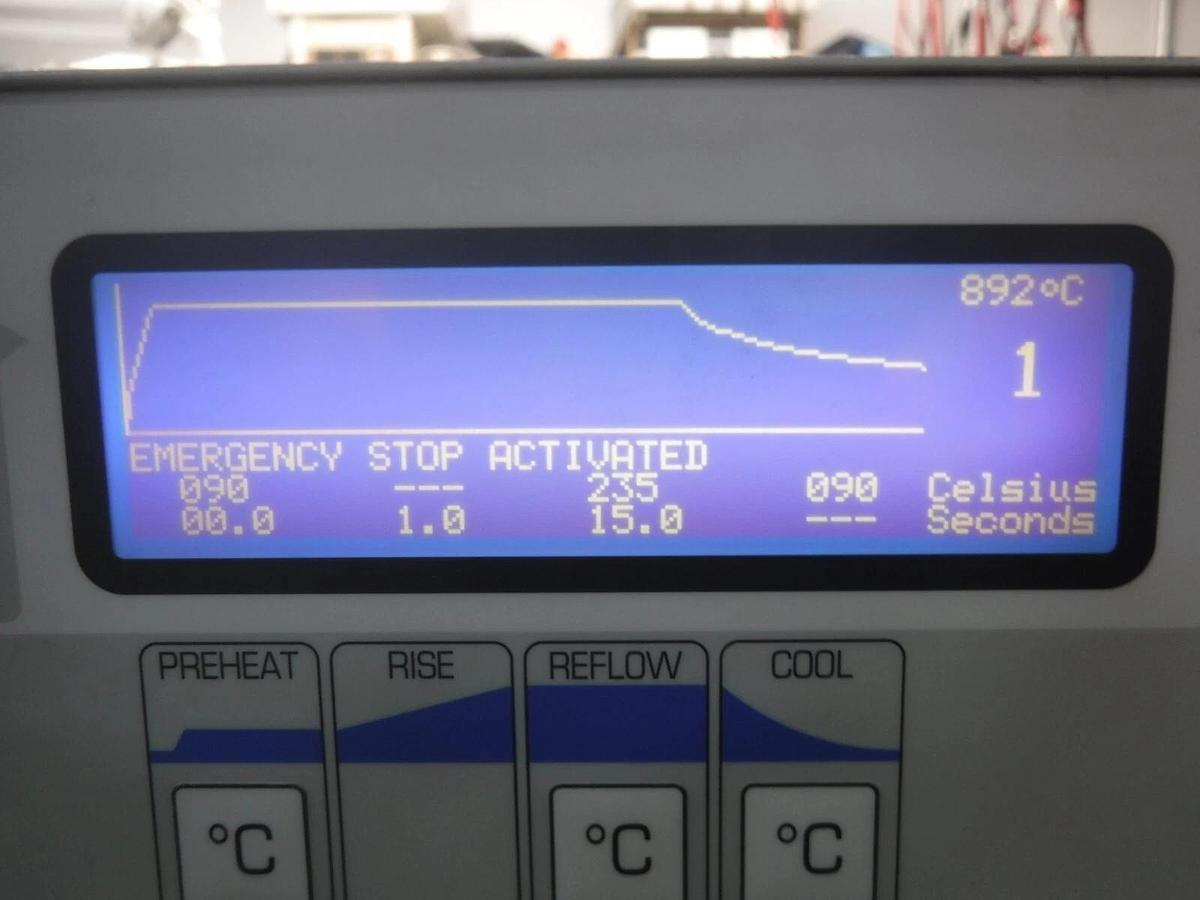 892°C
1
EMERGENCY STOP ACTIVATED
090 --- 235 090 Celsius
00.0 1.0 15.0 --- Seconds
PREHEAT RISE REFLOW COOL
°C °C °C